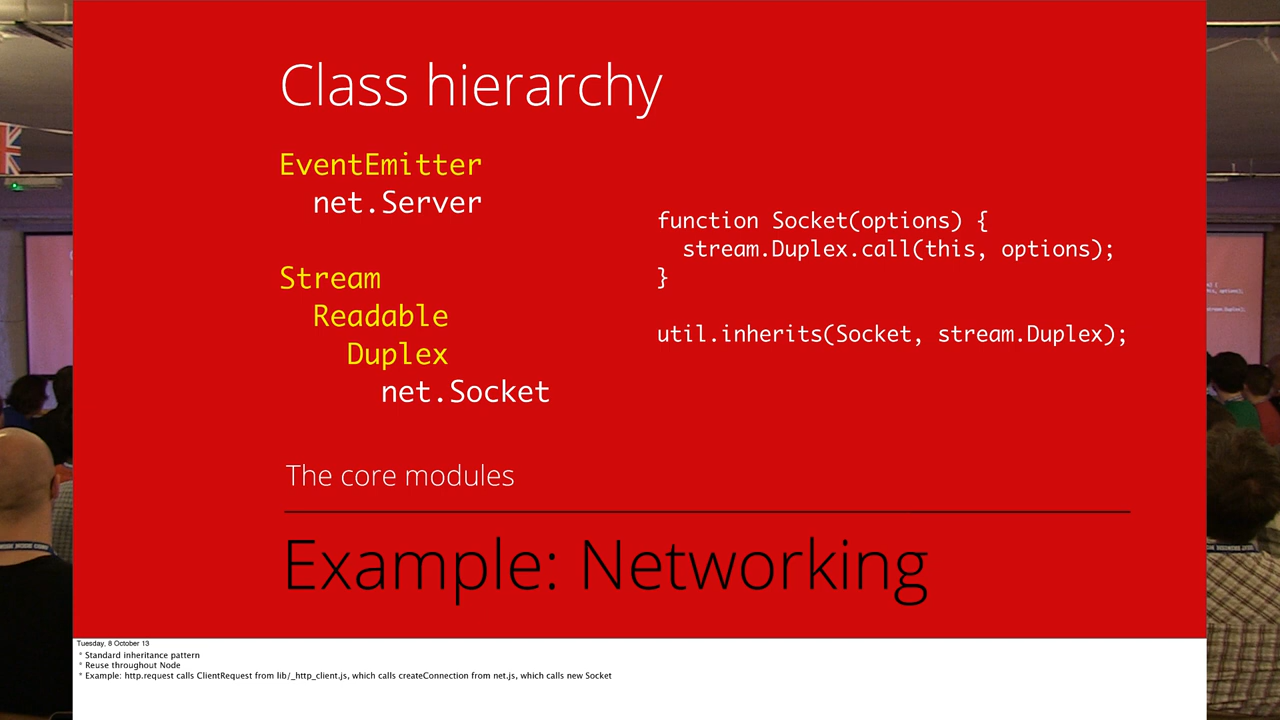 Class hierarchy
EventEmitter
net.Server
Stream
Readable
Duplex
net.Socket
function Socket(options) {
stream.Duplex.call(this, options);
}
util.inherits(Socket, stream.Duplex);
The core modules
Example: Networking
Tuesday, 8 October 13
* Standard inheritance pattern
* Reuse throughout Node
* Example: http.request calls ClientRequest from lib/_http_client.js, which calls createConnection from net.js, which calls new Socket